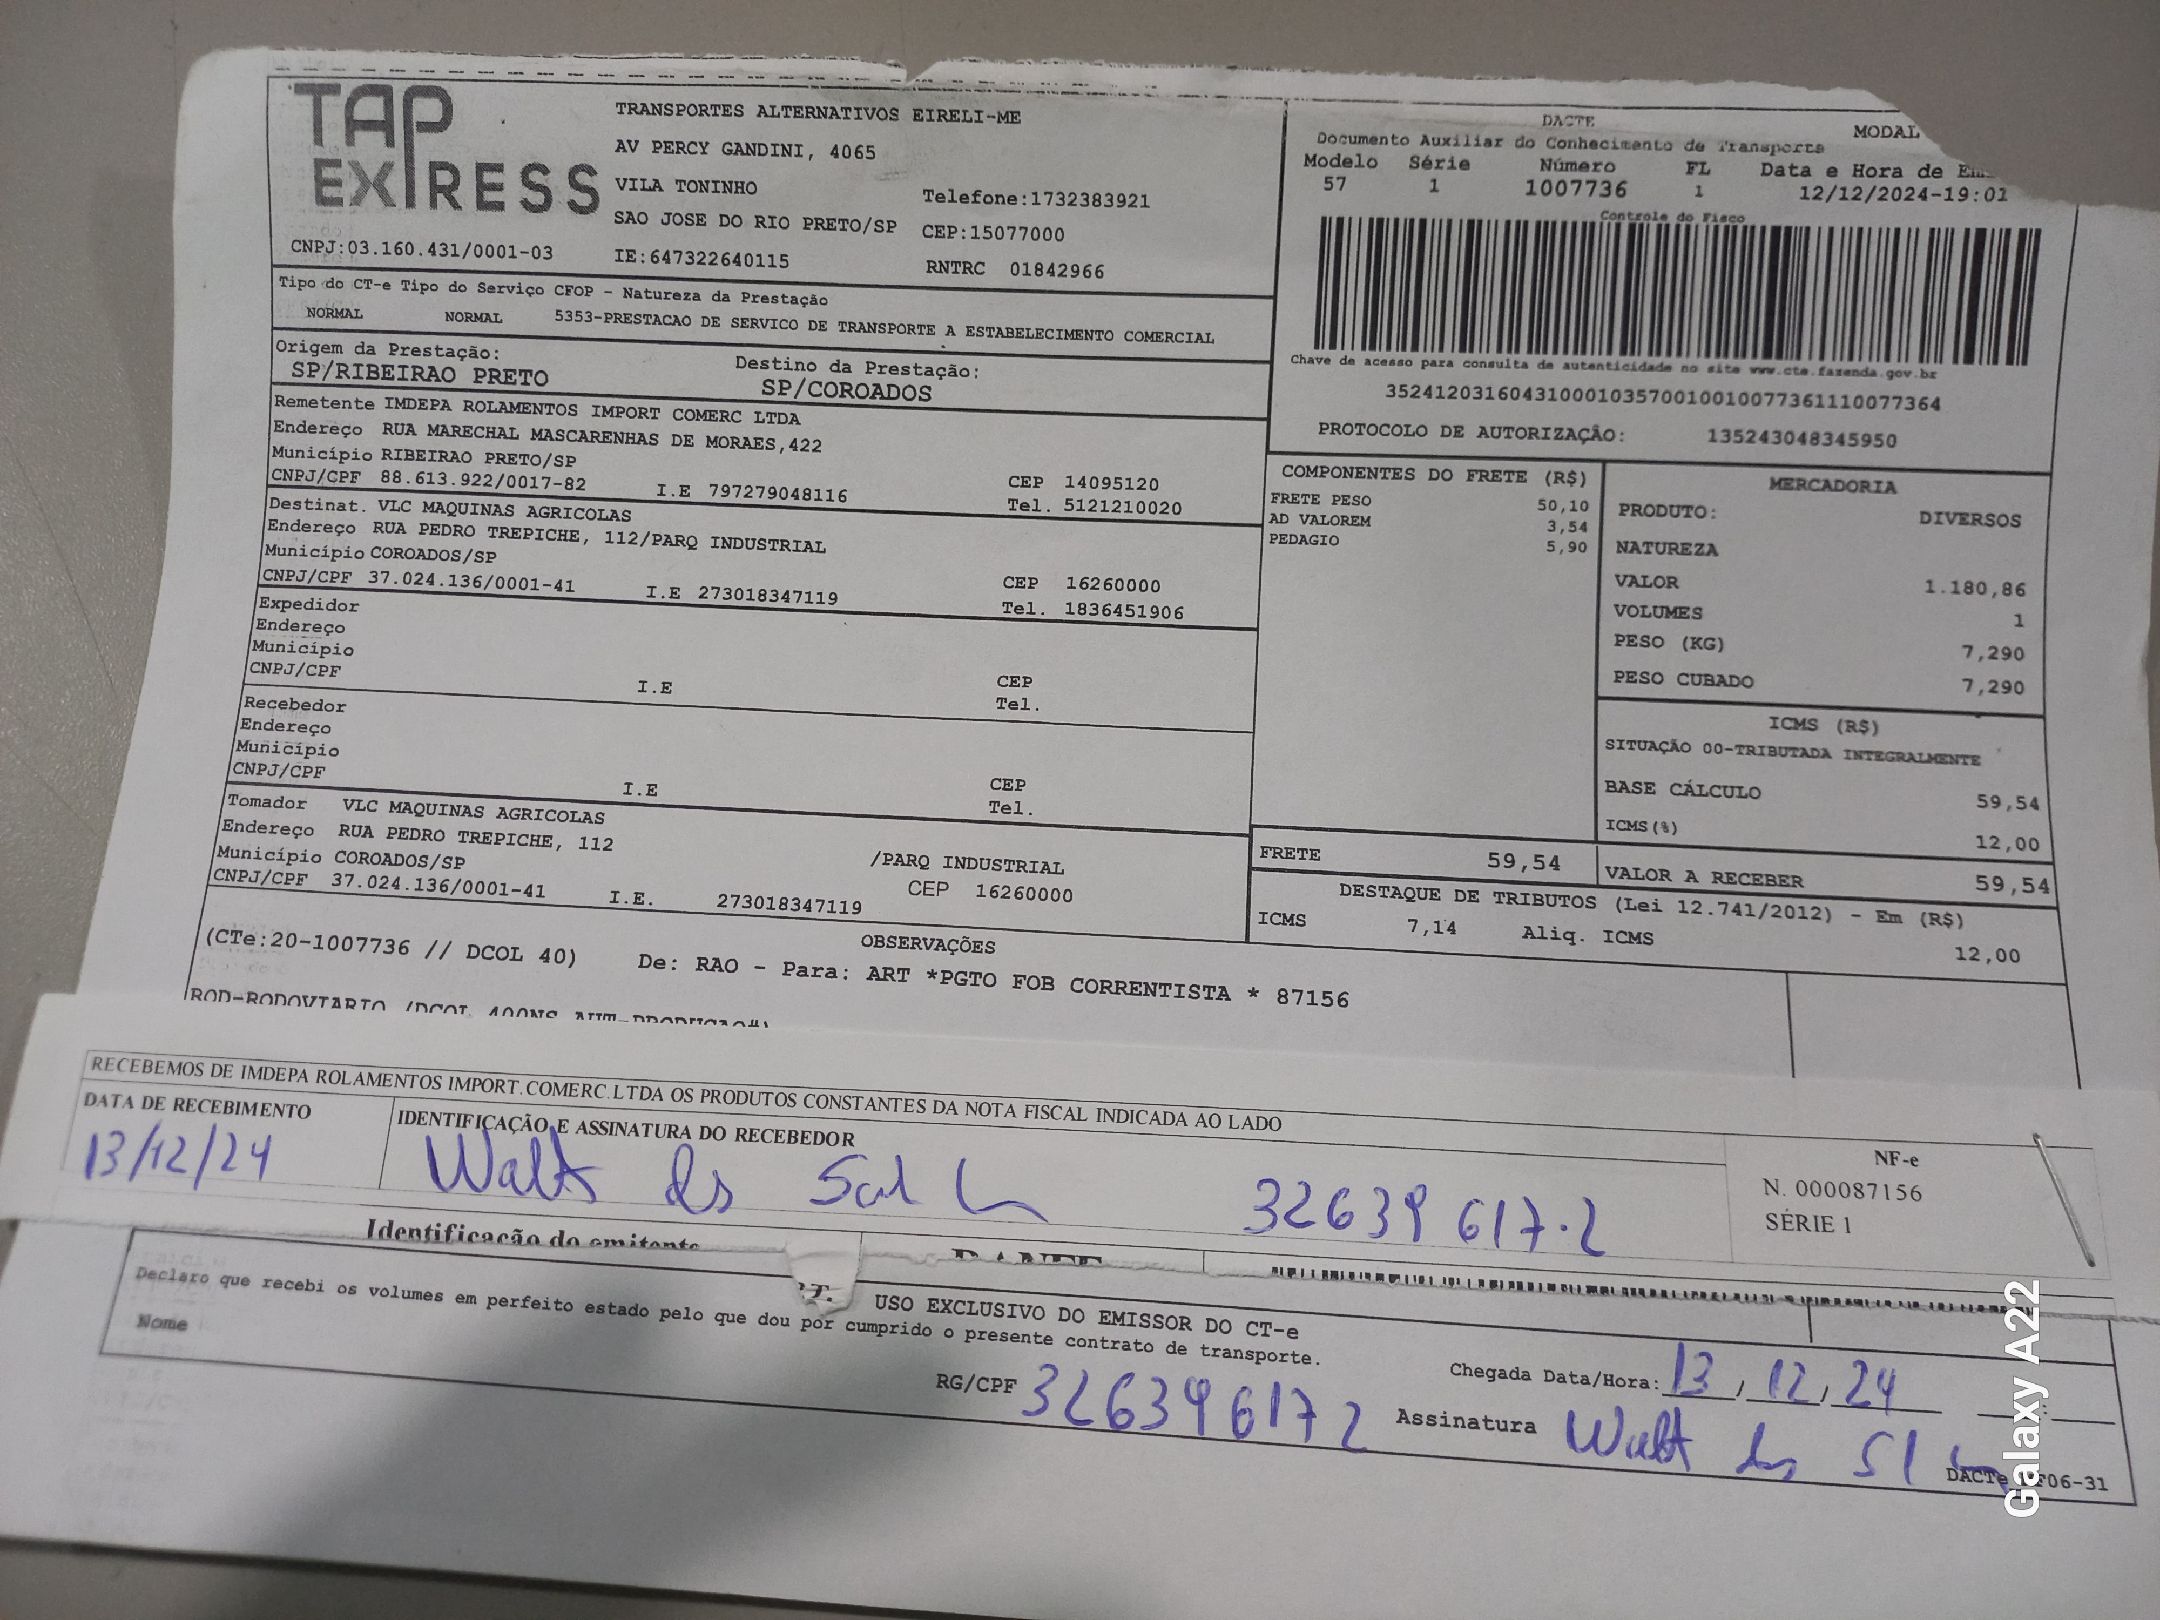 TAP EXPRESS
TRANSPORTES ALTERNATIVOS EIRELI-ME
AV PERCY GANDINI, 4065
VILA TONINHO
Telefone:1732383921
SAO JOSE DO RIO PRETO/SP CEP:15077000
CNPJ:03.160.431/0001-03 IE:647322640115 RNTRC 01842966
DACTE
MODAL
Documento Auxiliar do Conhecimento de Transporte
Modelo Série Número FL Data e Hora de
57 1 1007736 1 12/12/2024-19:01
Controle do Fisco
Chave de acesso para consulta de autenticidade no site www.cte.fazenda.gov.br
35241203160431000103570010010077361110077364
PROTOCOLO DE AUTORIZAÇÃO: 135243048345950
Tipo do CT-e Tipo do Serviço CFOP - Natureza da Prestação
NORMAL NORMAL 5353-PRESTACAO DE SERVICO DE TRANSPORTE A ESTABELECIMENTO COMERCIAL
Origem da Prestação: Destino da Prestação:
SP/RIBEIRAO PRETO SP/COROADOS
Remetente IMDEPA ROLAMENTOS IMPORT COMERC LTDA
Endereço RUA MARECHAL MASCARENHAS DE MORAES,422
Município RIBEIRAO PRETO/SP CEP 14095120
CNPJ/CPF 88.613.922/0017-82 I.E 797279048116 Tel. 5121210020
Destinat. VLC MAQUINAS AGRICOLAS
Endereço RUA PEDRO TREPICHE, 112/PARQ INDUSTRIAL
Município COROADOS/SP CEP 16260000
CNPJ/CPF 37.024.136/0001-41 I.E 273018347119 Tel. 1836451906
Expedidor
Endereço
Município CEP
CNPJ/CPF I.E Tel.
Recebedor
Endereço
Município CEP
CNPJ/CPF I.E Tel.
Tomador VLC MAQUINAS AGRICOLAS
Endereço RUA PEDRO TREPICHE, 112 /PARQ INDUSTRIAL
Município COROADOS/SP CEP 16260000
CNPJ/CPF 37.024.136/0001-41 I.E. 273018347119
COMPONENTES DO FRETE (R$)
FRETE PESO 50,10
AD VALOREM 3,54
PEDAGIO 5,90
MERCADORIA
PRODUTO: DIVERSOS
NATUREZA
VALOR 1.180,86
VOLUMES 1
PESO (KG) 7,290
PESO CUBADO 7,290
ICMS (R$)
SITUAÇÃO 00-TRIBUTADA INTEGRALMENTE
BASE CÁLCULO 59,54
ICMS(%) 12,00
FRETE 59,54 VALOR A RECEBER 59,54
DESTAQUE DE TRIBUTOS (Lei 12.741/2012) - Em (R$)
ICMS 7,14 Aliq. ICMS 12,00
OBSERVAÇÕES
(CTe:20-1007736 // DCOL 40) De: RAO - Para: ART *PGTO FOB CORRENTISTA * 87156
ROD-RODOVIARIO
RECEBEMOS DE IMDEPA ROLAMENTOS IMPORT.COMERC.LTDA OS PRODUTOS CONSTANTES DA NOTA FISCAL INDICADA AO LADO
DATA DE RECEBIMENTO IDENTIFICAÇÃO E ASSINATURA DO RECEBEDOR
13/12/24 32639617-2
NF-e
N. 000087156
SÉRIE 1
Identificação do emitente
USO EXCLUSIVO DO EMISSOR DO CT-e
Declaro que recebi os volumes em perfeito estado pelo que dou por cumprido o presente contrato de transporte.
Nome
RG/CPF 326396172
Chegada Data/Hora: 13, 12, 24 :
Assinatura
DACTe
F06-31
Galaxy A22